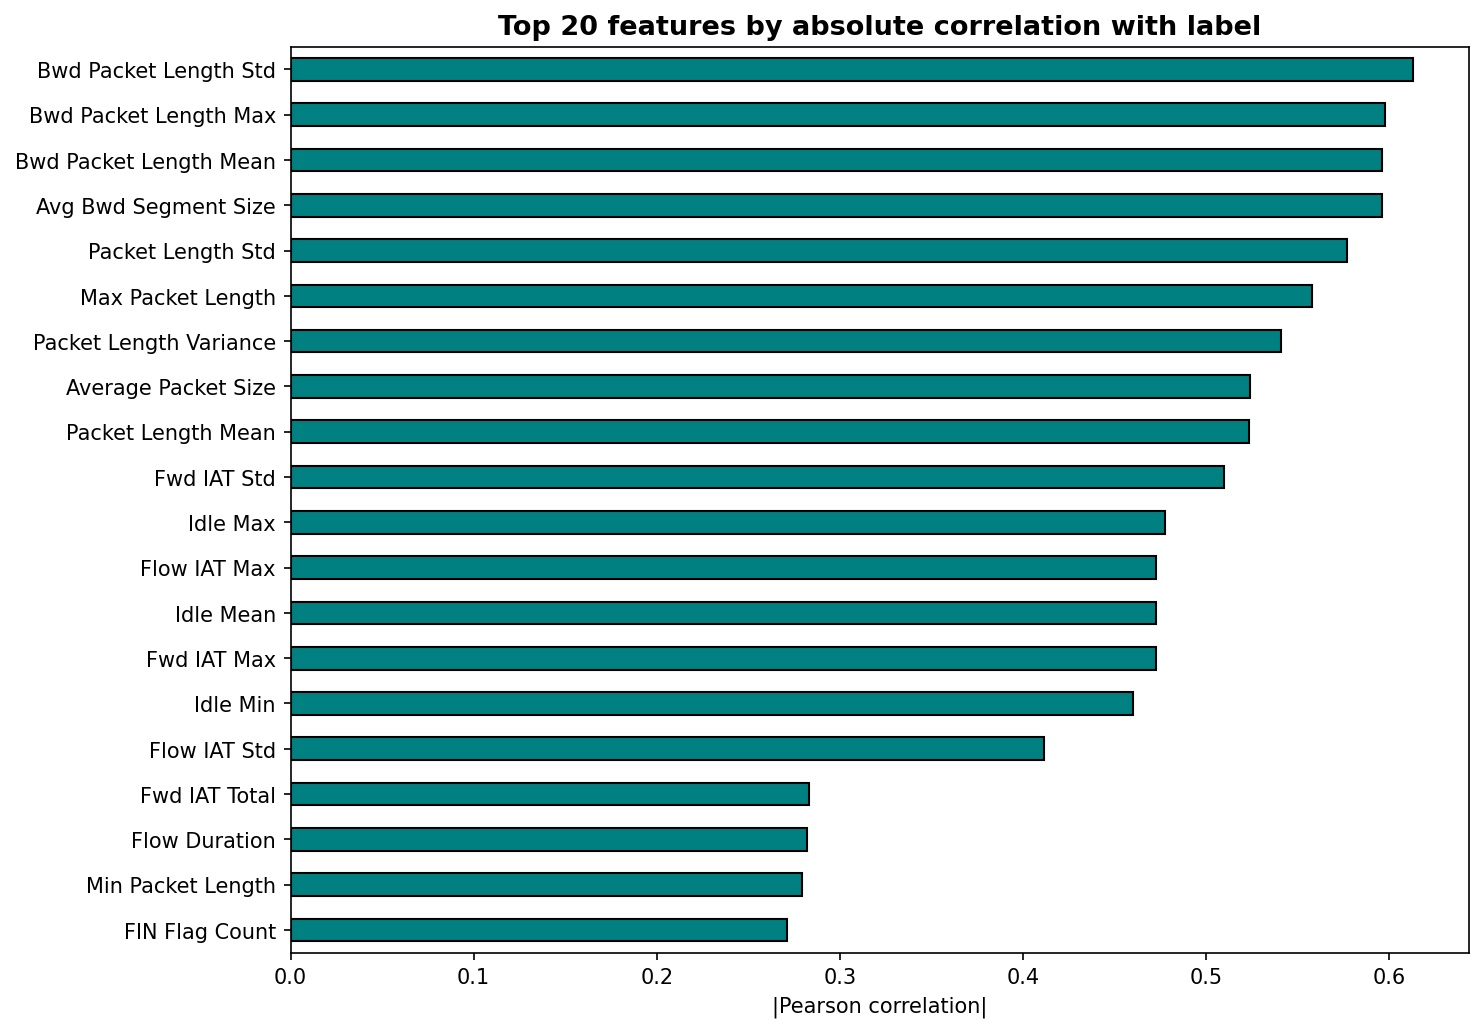 Top 20 features by absolute correlation with label
Bwd Packet Length Std
Bwd Packet Length Max
Bwd Packet Length Mean
Avg Bwd Segment Size
Packet Length Std
Max Packet Length
Packet Length Variance
Average Packet Size
Packet Length Mean
Fwd IAT Std
Idle Max
Flow IAT Max
Idle Mean
Fwd IAT Max
Idle Min
Flow IAT Std
Fwd IAT Total
Flow Duration
Min Packet Length
FIN Flag Count
0.0 0.1 0.2 0.3 0.4 0.5 0.6
|Pearson correlation|